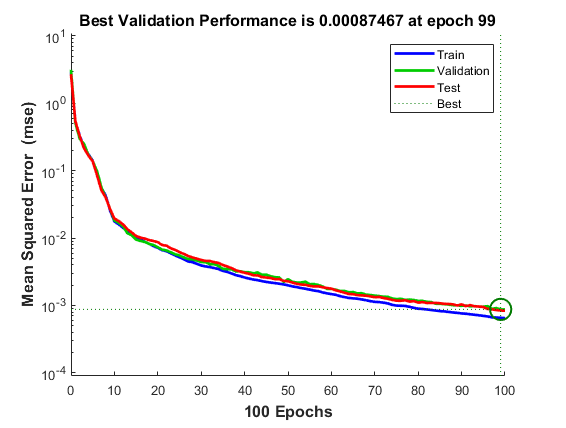 Best Validation Performance is 0.00087467 at epoch 99
Mean Squared Error (mse)
10^1
10^0
10^-1
10^-2
10^-3
10^-4
Train
Validation
Test
Best
0 10 20 30 40 50 60 70 80 90 100
100 Epochs